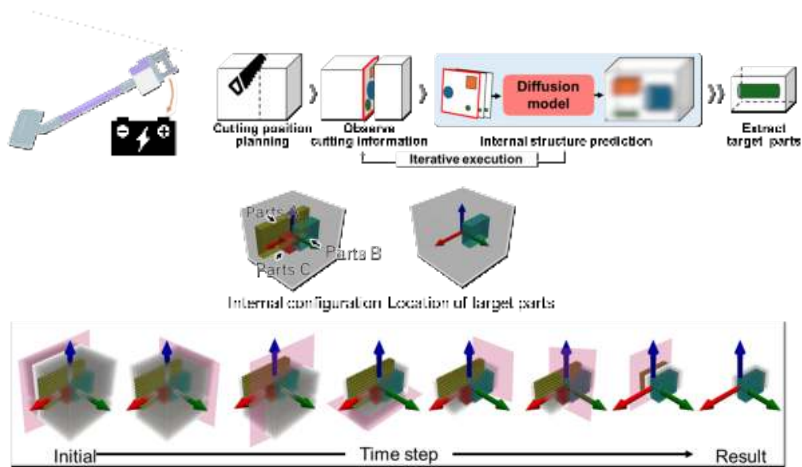 Diffusion
model
Cutting position
planning
Observe
cutting information
Internal structure prediction
Extract
target parts
Iterative execution
Parts A
Parts B
Parts C
Internal configuration
Location of target parts
Initial
Time step
Result